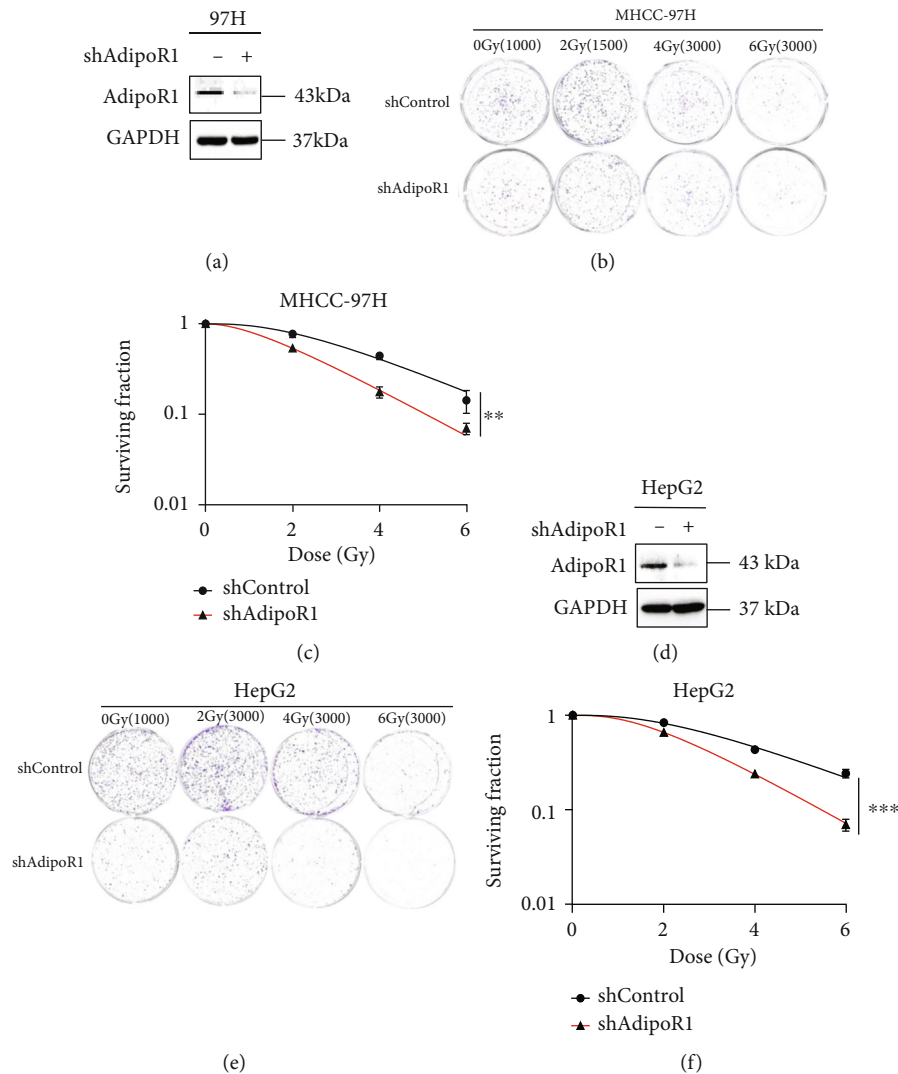 97H
shAdipoR1 – +
AdipoR1 43kDa
GAPDH 37kDa
(a)
MHCC-97H
0Gy(1000) 2Gy(1500) 4Gy(3000) 6Gy(3000)
shControl
shAdipoR1
(b)
MHCC-97H
Surviving fraction
1
0.1
0.01
**
0 2 4 6
Dose (Gy)
shControl
shAdipoR1
(c)
HepG2
shAdipoR1 – +
AdipoR1 43 kDa
GAPDH 37 kDa
(d)
HepG2
0Gy(1000) 2Gy(3000) 4Gy(3000) 6Gy(3000)
shControl
shAdipoR1
(e)
HepG2
Surviving fraction
1
0.1
0.01
***
0 2 4 6
Dose (Gy)
shControl
shAdipoR1
(f)